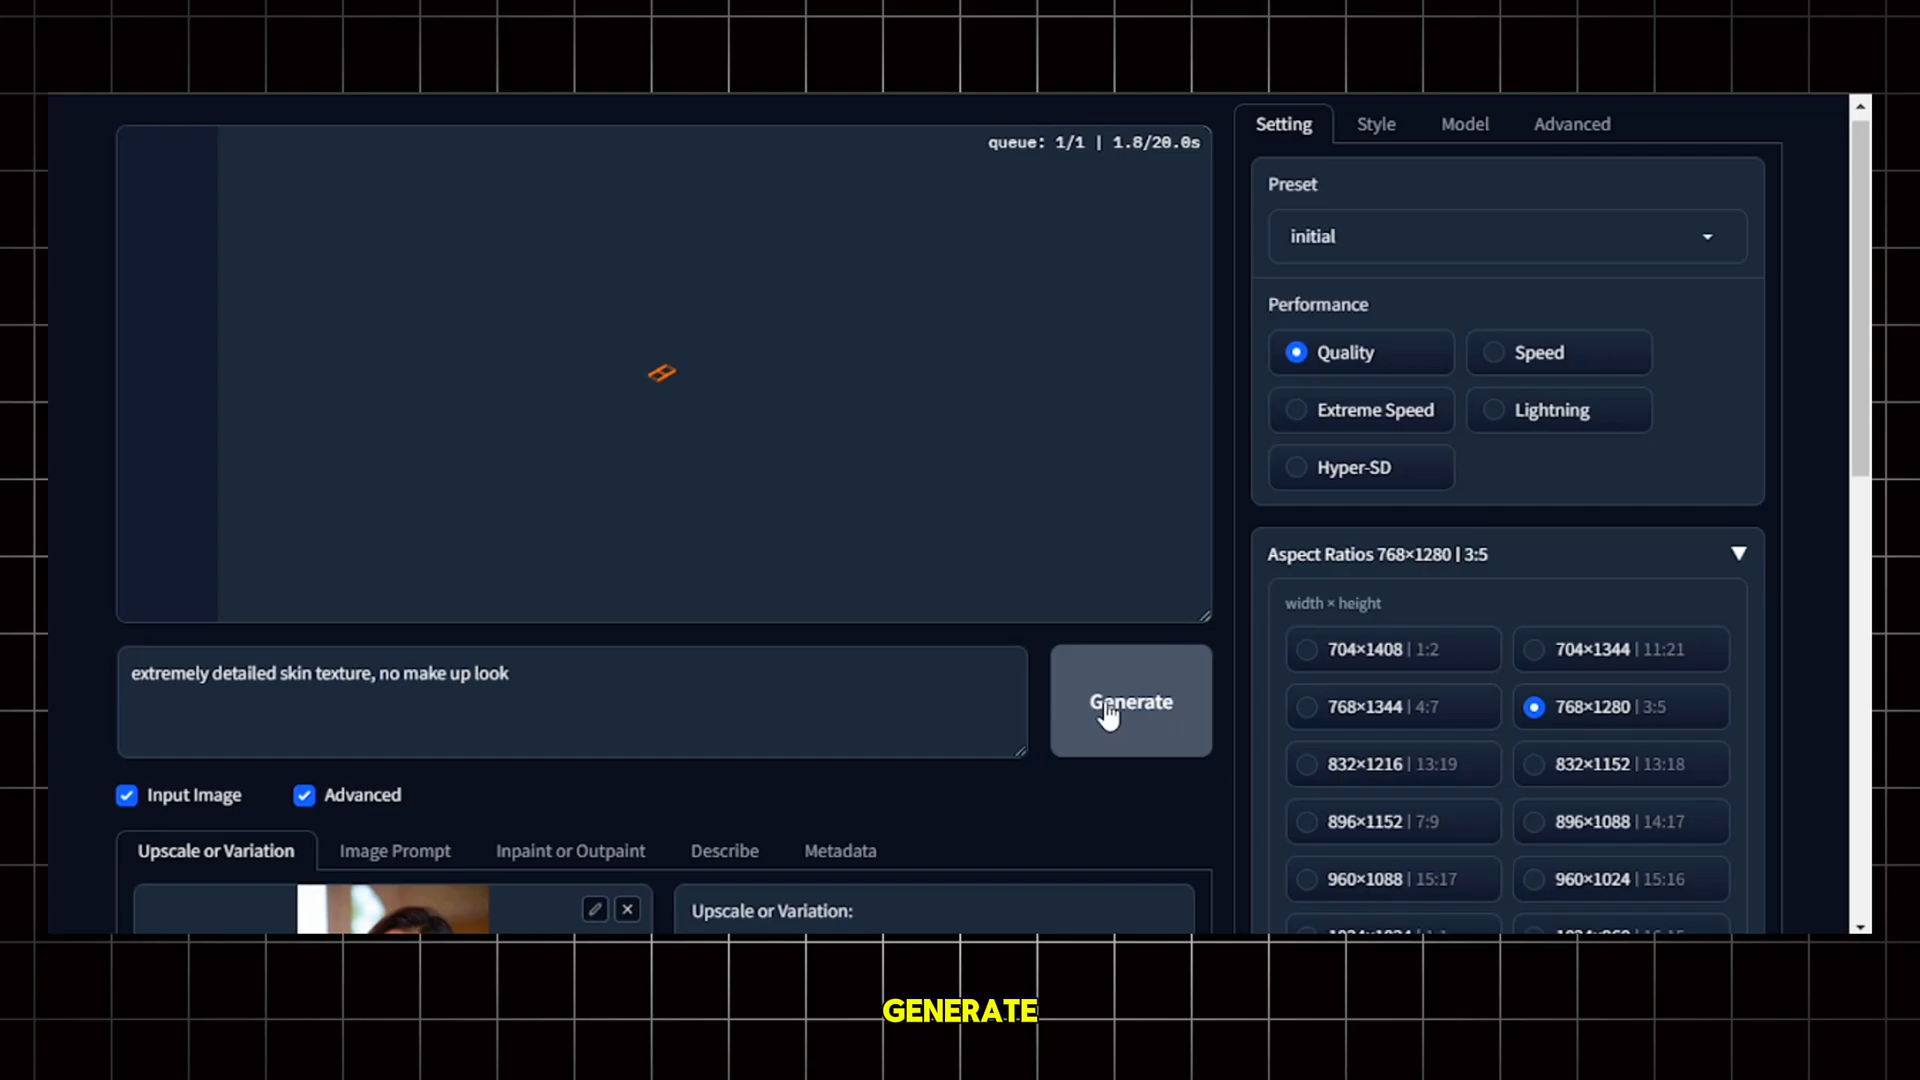 queue: 1/1 | 1.8/20.0s
Setting Style Model Advanced
Preset
initial
Performance
Quality Speed
Extreme Speed Lightning
Hyper-SD
Aspect Ratios 768×1280 | 3:5
width × height
704×1408 | 1:2 704×1344 | 11:21
768×1344 | 4:7 768×1280 | 3:5
832×1216 | 13:19 832×1152 | 13:18
896×1152 | 7:9 896×1088 | 14:17
960×1088 | 15:17 960×1024 | 15:16
extremely detailed skin texture, no make up look
Generate
Input Image Advanced
Upscale or Variation Image Prompt Inpaint or Outpaint Describe Metadata
Upscale or Variation:
GENERATE